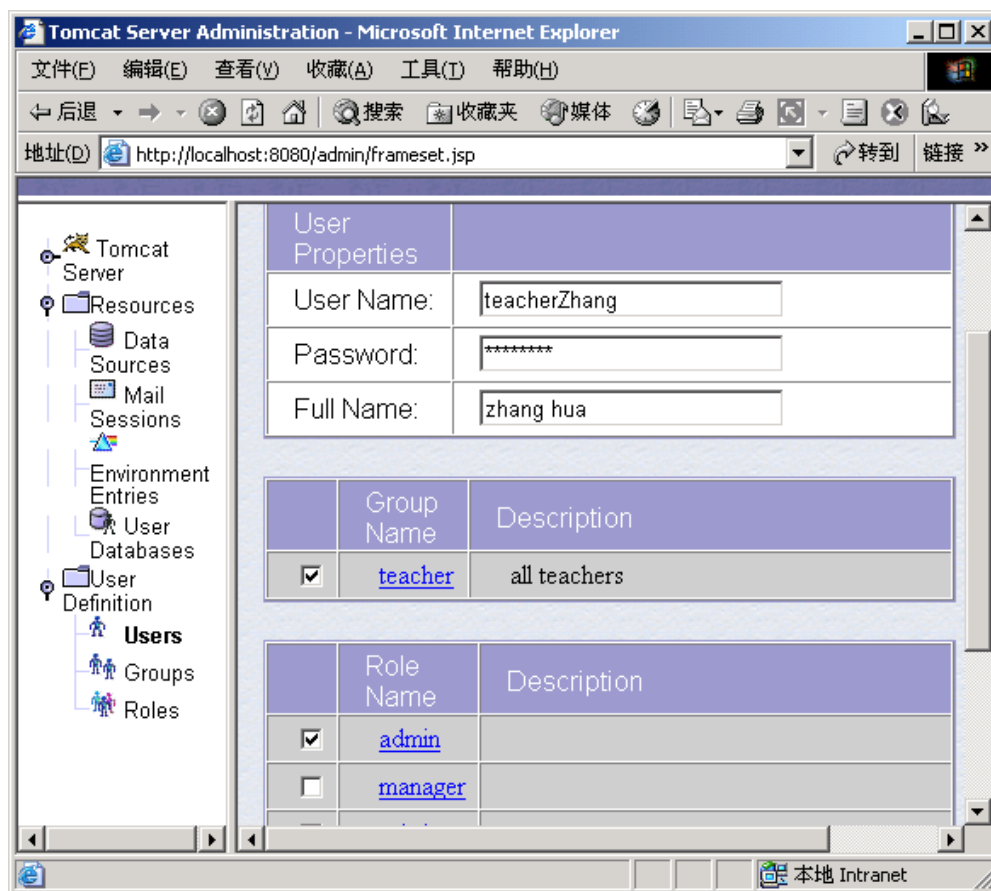 Tomcat Server Administration - Microsoft Internet Explorer
文件(F) 编辑(E) 查看(V) 收藏(A) 工具(T) 帮助(H)
后退 搜索 收藏夹 媒体
地址(D) http://localhost:8080/admin/frameset.jsp 转到 链接 »
Tomcat
Server
Resources
Data
Sources
Mail
Sessions
Environment
Entries
User
Databases
User
Definition
Users
Groups
Roles
User
Properties
User Name: teacherZhang
Password: ********
Full Name: zhang hua
Group
Name
Description
teacher all teachers
Role
Name
Description
admin
manager
本地 Intranet